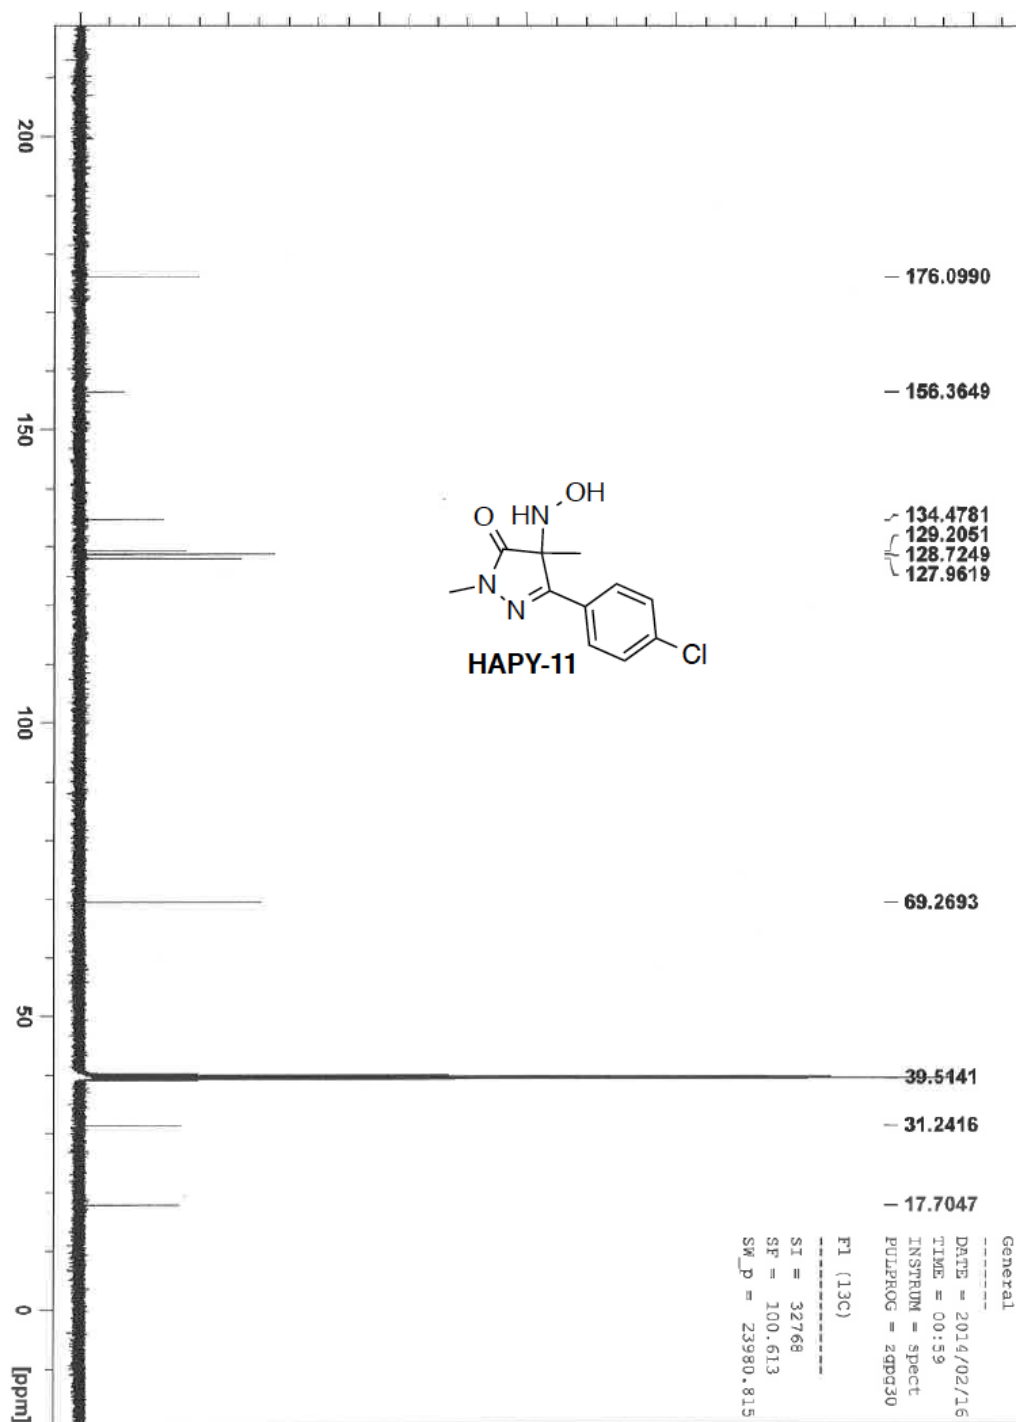 200
150
100
50
0
[ppm]
176.0990
156.3649
134.4781
129.2051
128.7249
127.9619
69.2693
39.5141
31.2416
17.7047
OH
HN
O
N
N
Cl
HAPY-11
General
-------
DATE = 2014/02/16
TIME = 00:59
INSTRUM = spect
PULPROG = zgpg30
F1 (13C)
----------
SI = 32768
SF = 100.613
SW_p = 23980.815